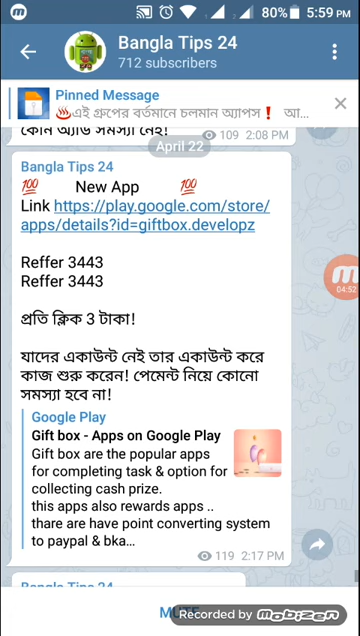 80% 5:59 PM
Bangla Tips 24
712 subscribers
Pinned Message
♨️এই গ্রুপের বর্তমানে চলমান অ্যাপস❗ আ...
কোন অ্যাড সমস্যা নেই!
109 2:08 PM
April 22
Bangla Tips 24
💯 New App 💯
Link https://play.google.com/store/
apps/details?id=giftbox.developz
Reffer 3443
Reffer 3443
প্রতি ক্লিক 3 টাকা!
যাদের একাউন্ট নেই তার একাউন্ট করে
কাজ শুরু করেন! পেমেন্ট নিয়ে কোনো
সমস্যা হবে না!
Google Play
Gift box - Apps on Google Play
Gift box are the popular apps
for completing task & option for
collecting cash prize.
this apps also rewards apps ..
thare are have point converting system
to paypal & bka...
119 2:17 PM
04:52
Bangla Tips 24
MUTE
Recorded by mobizen